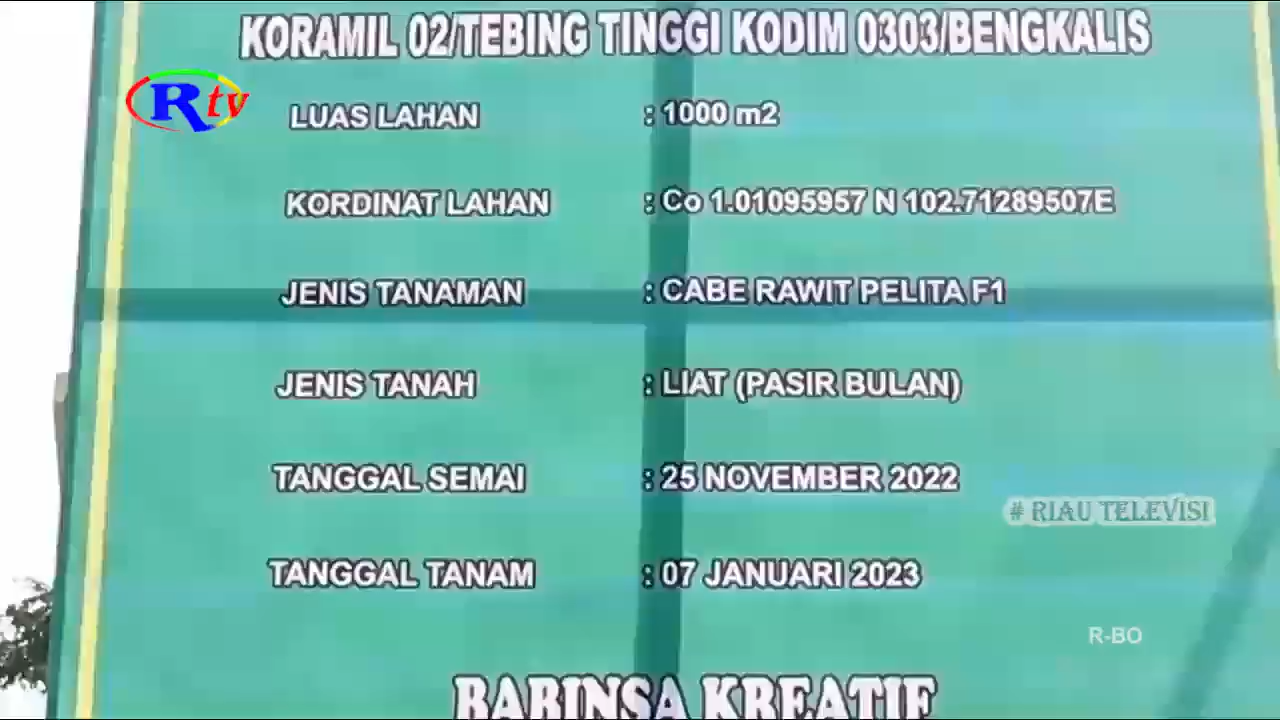 KORAMIL 02/TEBING TINGGI KODIM 0303/BENGKALIS
Rtv
LUAS LAHAN : 1000 m2
KORDINAT LAHAN : Co 1.01095957 N 102.71289507E
JENIS TANAMAN : CABE RAWIT PELITA F1
JENIS TANAH : LIAT (PASIR BULAN)
TANGGAL SEMAI : 25 NOVEMBER 2022
# RIAU TELEVISI
TANGGAL TANAM : 07 JANUARI 2023
R-BO
BABINSA KREATIF